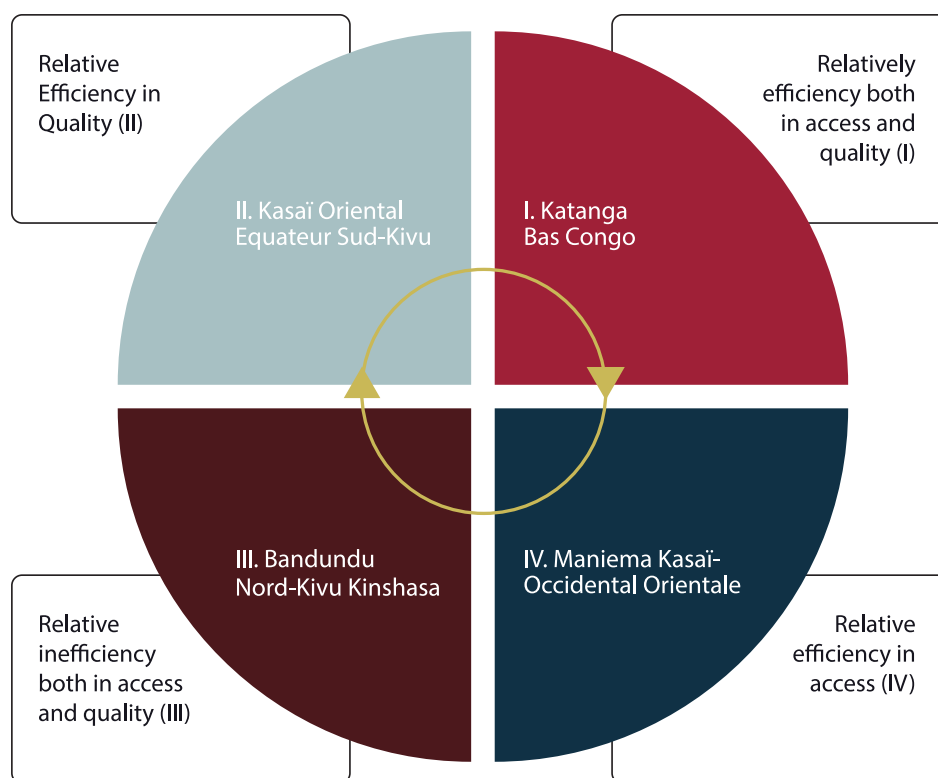 Relative
Efficiency in
Quality (II)
Relatively
efficiency both
in access and
quality (I)
II. Kasaï Oriental
Equateur Sud-Kivu
I. Katanga
Bas Congo
III. Bandundu
Nord-Kivu Kinshasa
IV. Maniema Kasaï-
Occidental Orientale
Relative
inefficiency
both in access
and quality (III)
Relative
efficiency in
access (IV)